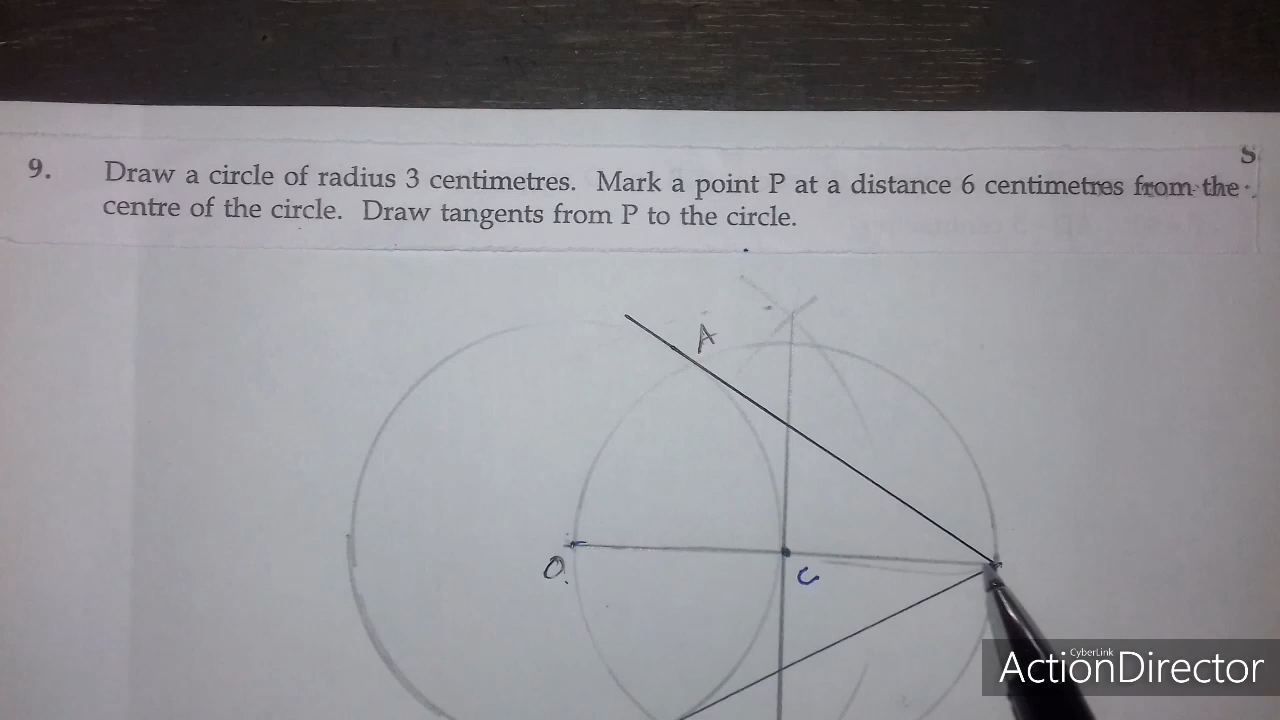 S
9. Draw a circle of radius 3 centimetres. Mark a point P at a distance 6 centimetres from the
centre of the circle. Draw tangents from P to the circle.
A
O.
C
CyberLink
ActionDirector